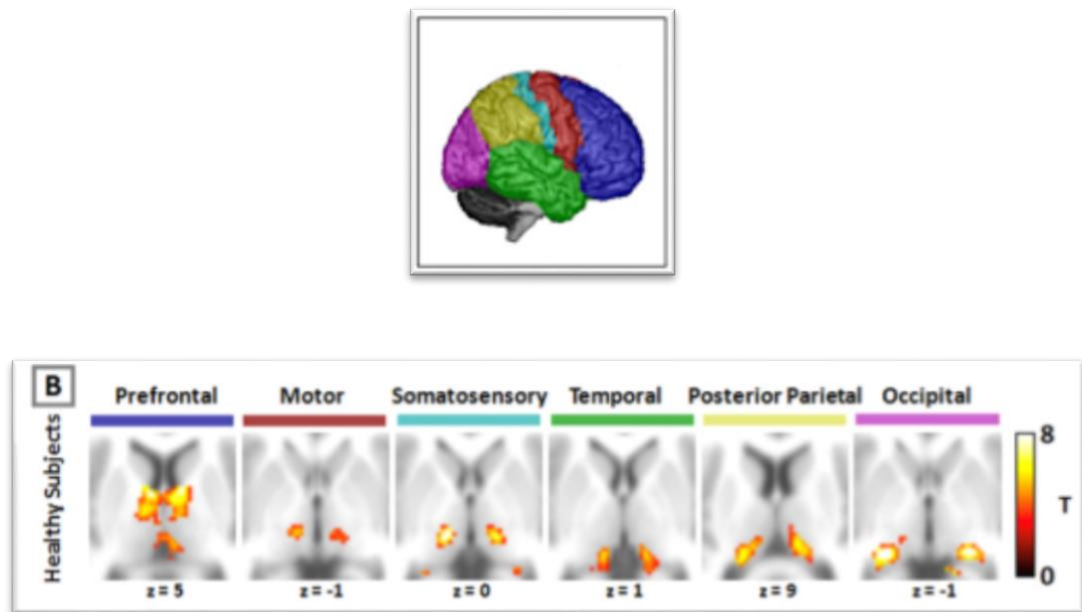 B
Prefrontal Motor Somatosensory Temporal Posterior Parietal Occipital
Healthy Subjects
8
T
0
z = 5 z = -1 z = 0 z = 1 z = 9 z = -1